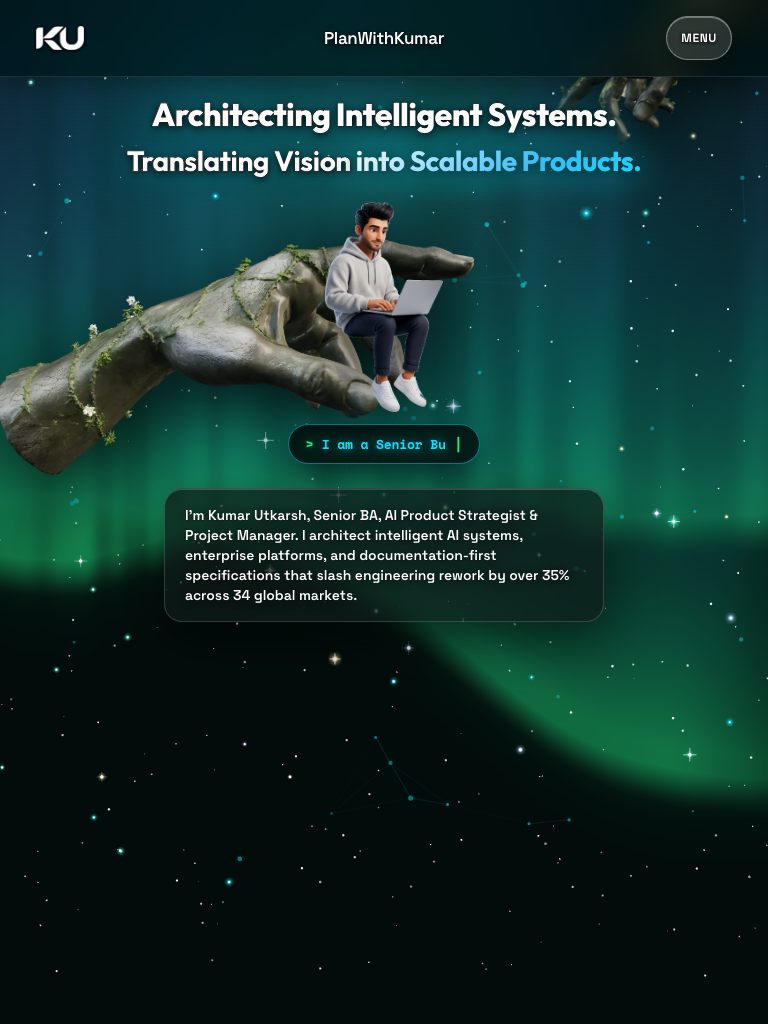 KU
PlanWithKumar
MENU
Architecting Intelligent Systems.
Translating Vision into Scalable Products.
> I am a Senior Bu
I'm Kumar Utkarsh, Senior BA, AI Product Strategist &
Project Manager. I architect intelligent AI systems,
enterprise platforms, and documentation-first
specifications that slash engineering rework by over 35%
across 34 global markets.